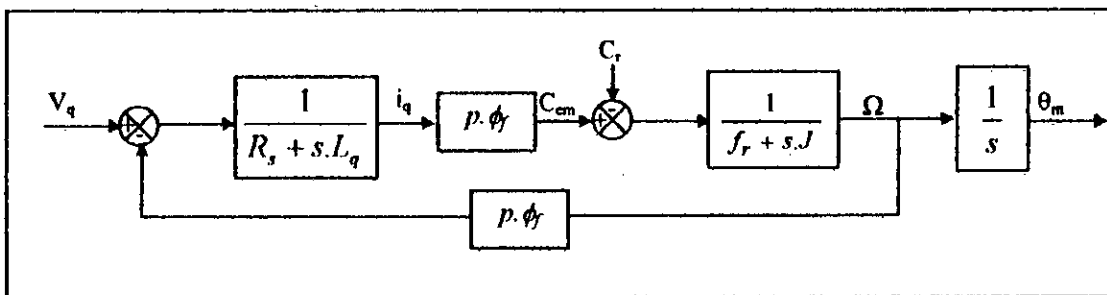 C_r
V_q
+
-
1
R_s + s.L_q
i_q
p.ϕ_f
C_em
-
+
1
f_r + s.J
Ω
1
s
θ_m
p.ϕ_f